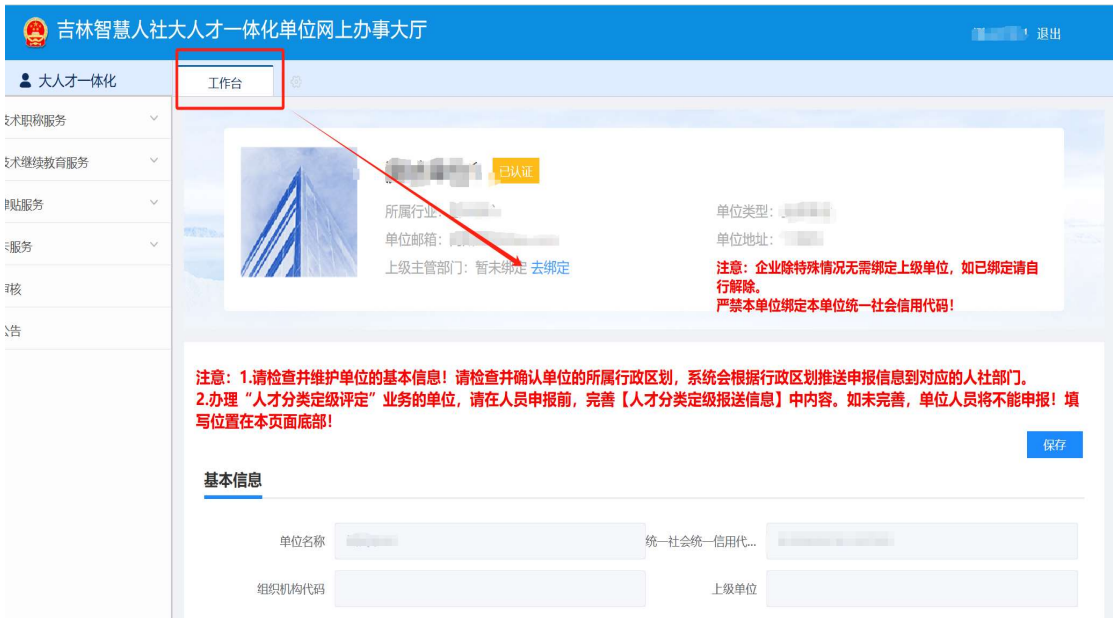 吉林智慧人社大人才一体化单位网上办事大厅
退出
大人才一体化
工作台
技术职称服务
技术继续教育服务
津贴服务
服务
审核
公告
已认证
所属行业:
单位类型:
单位邮箱:
单位地址:
上级主管部门: 暂未绑定 去绑定
注意：企业除特殊情况无需绑定上级单位，如已绑定请自
行解除。
严禁本单位绑定本单位统一社会信用代码！
注意：1.请检查并维护单位的基本信息！请检查并确认单位的所属行政区划，系统会根据行政区划推送申报信息到对应的人社部门。
2.办理“人才分类定级评定”业务的单位，请在人员申报前，完善【人才分类定级报送信息】中内容。如未完善，单位人员将不能申报！填
写位置在本页面底部！
保存
基本信息
单位名称
统一社会统一信用代...
组织机构代码
上级单位